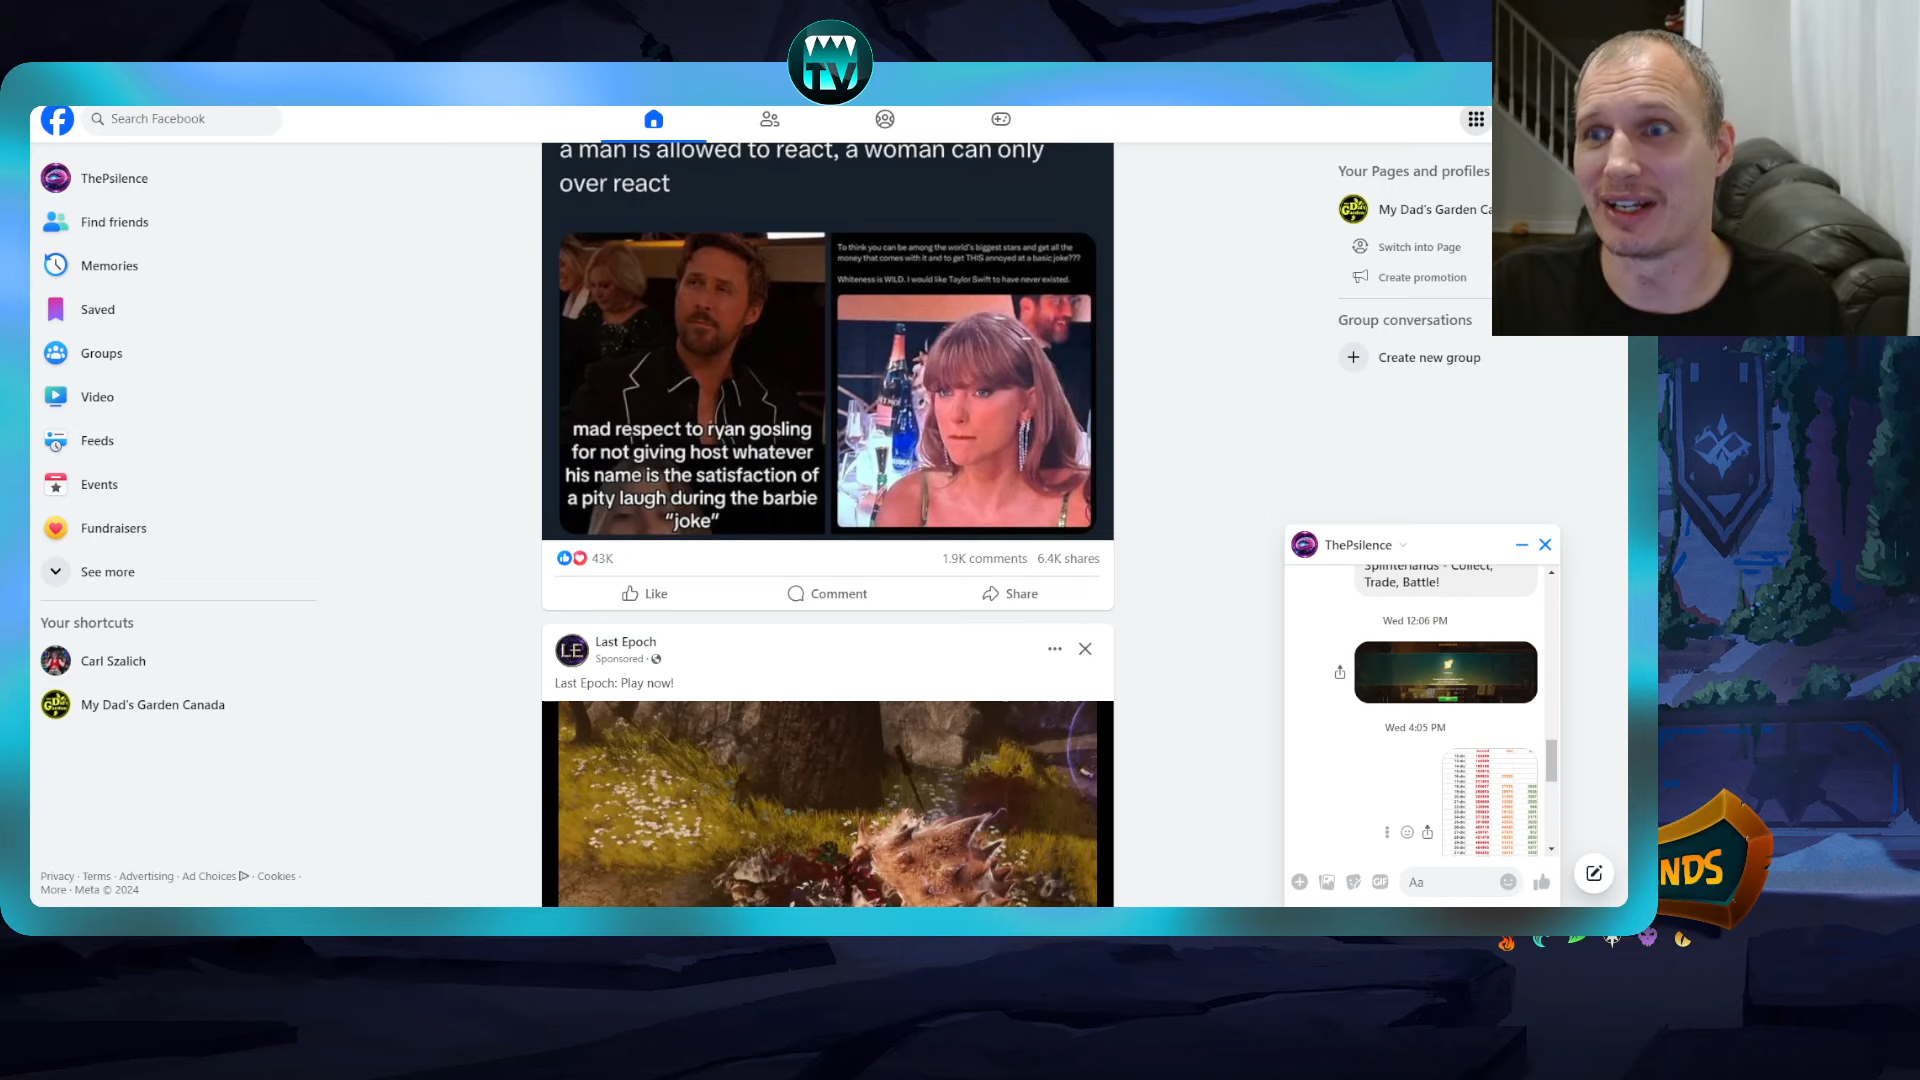 TV
Search Facebook
ThePsilence
Find friends
Memories
Saved
Groups
Video
Feeds
Events
Fundraisers
See more
Your shortcuts
Carl Szalich
My Dad's Garden Canada
Privacy · Terms · Advertising · Ad Choices · Cookies ·
More · Meta © 2024
a man is allowed to react, a woman can only
over react
mad respect to ryan gosling
for not giving host whatever
his name is the satisfaction of
a pity laugh during the barbie
“joke”
To think you can be among the world's biggest stars and get all the
money that comes with it and to get THIS annoyed at a basic joke???
Whiteness is WILD. I would like Taylor Swift to have never existed.
43K
1.9K comments 6.4K shares
Like
Comment
Share
LE
Last Epoch
Sponsored ·
Last Epoch: Play now!
Your Pages and profiles
My Dad's Garden Ca
Switch into Page
Create promotion
Group conversations
Create new group
ThePsilence
Splinterlands - Collect,
Trade, Battle!
Wed 12:06 PM
Wed 4:05 PM
GIF
Aa
NDS